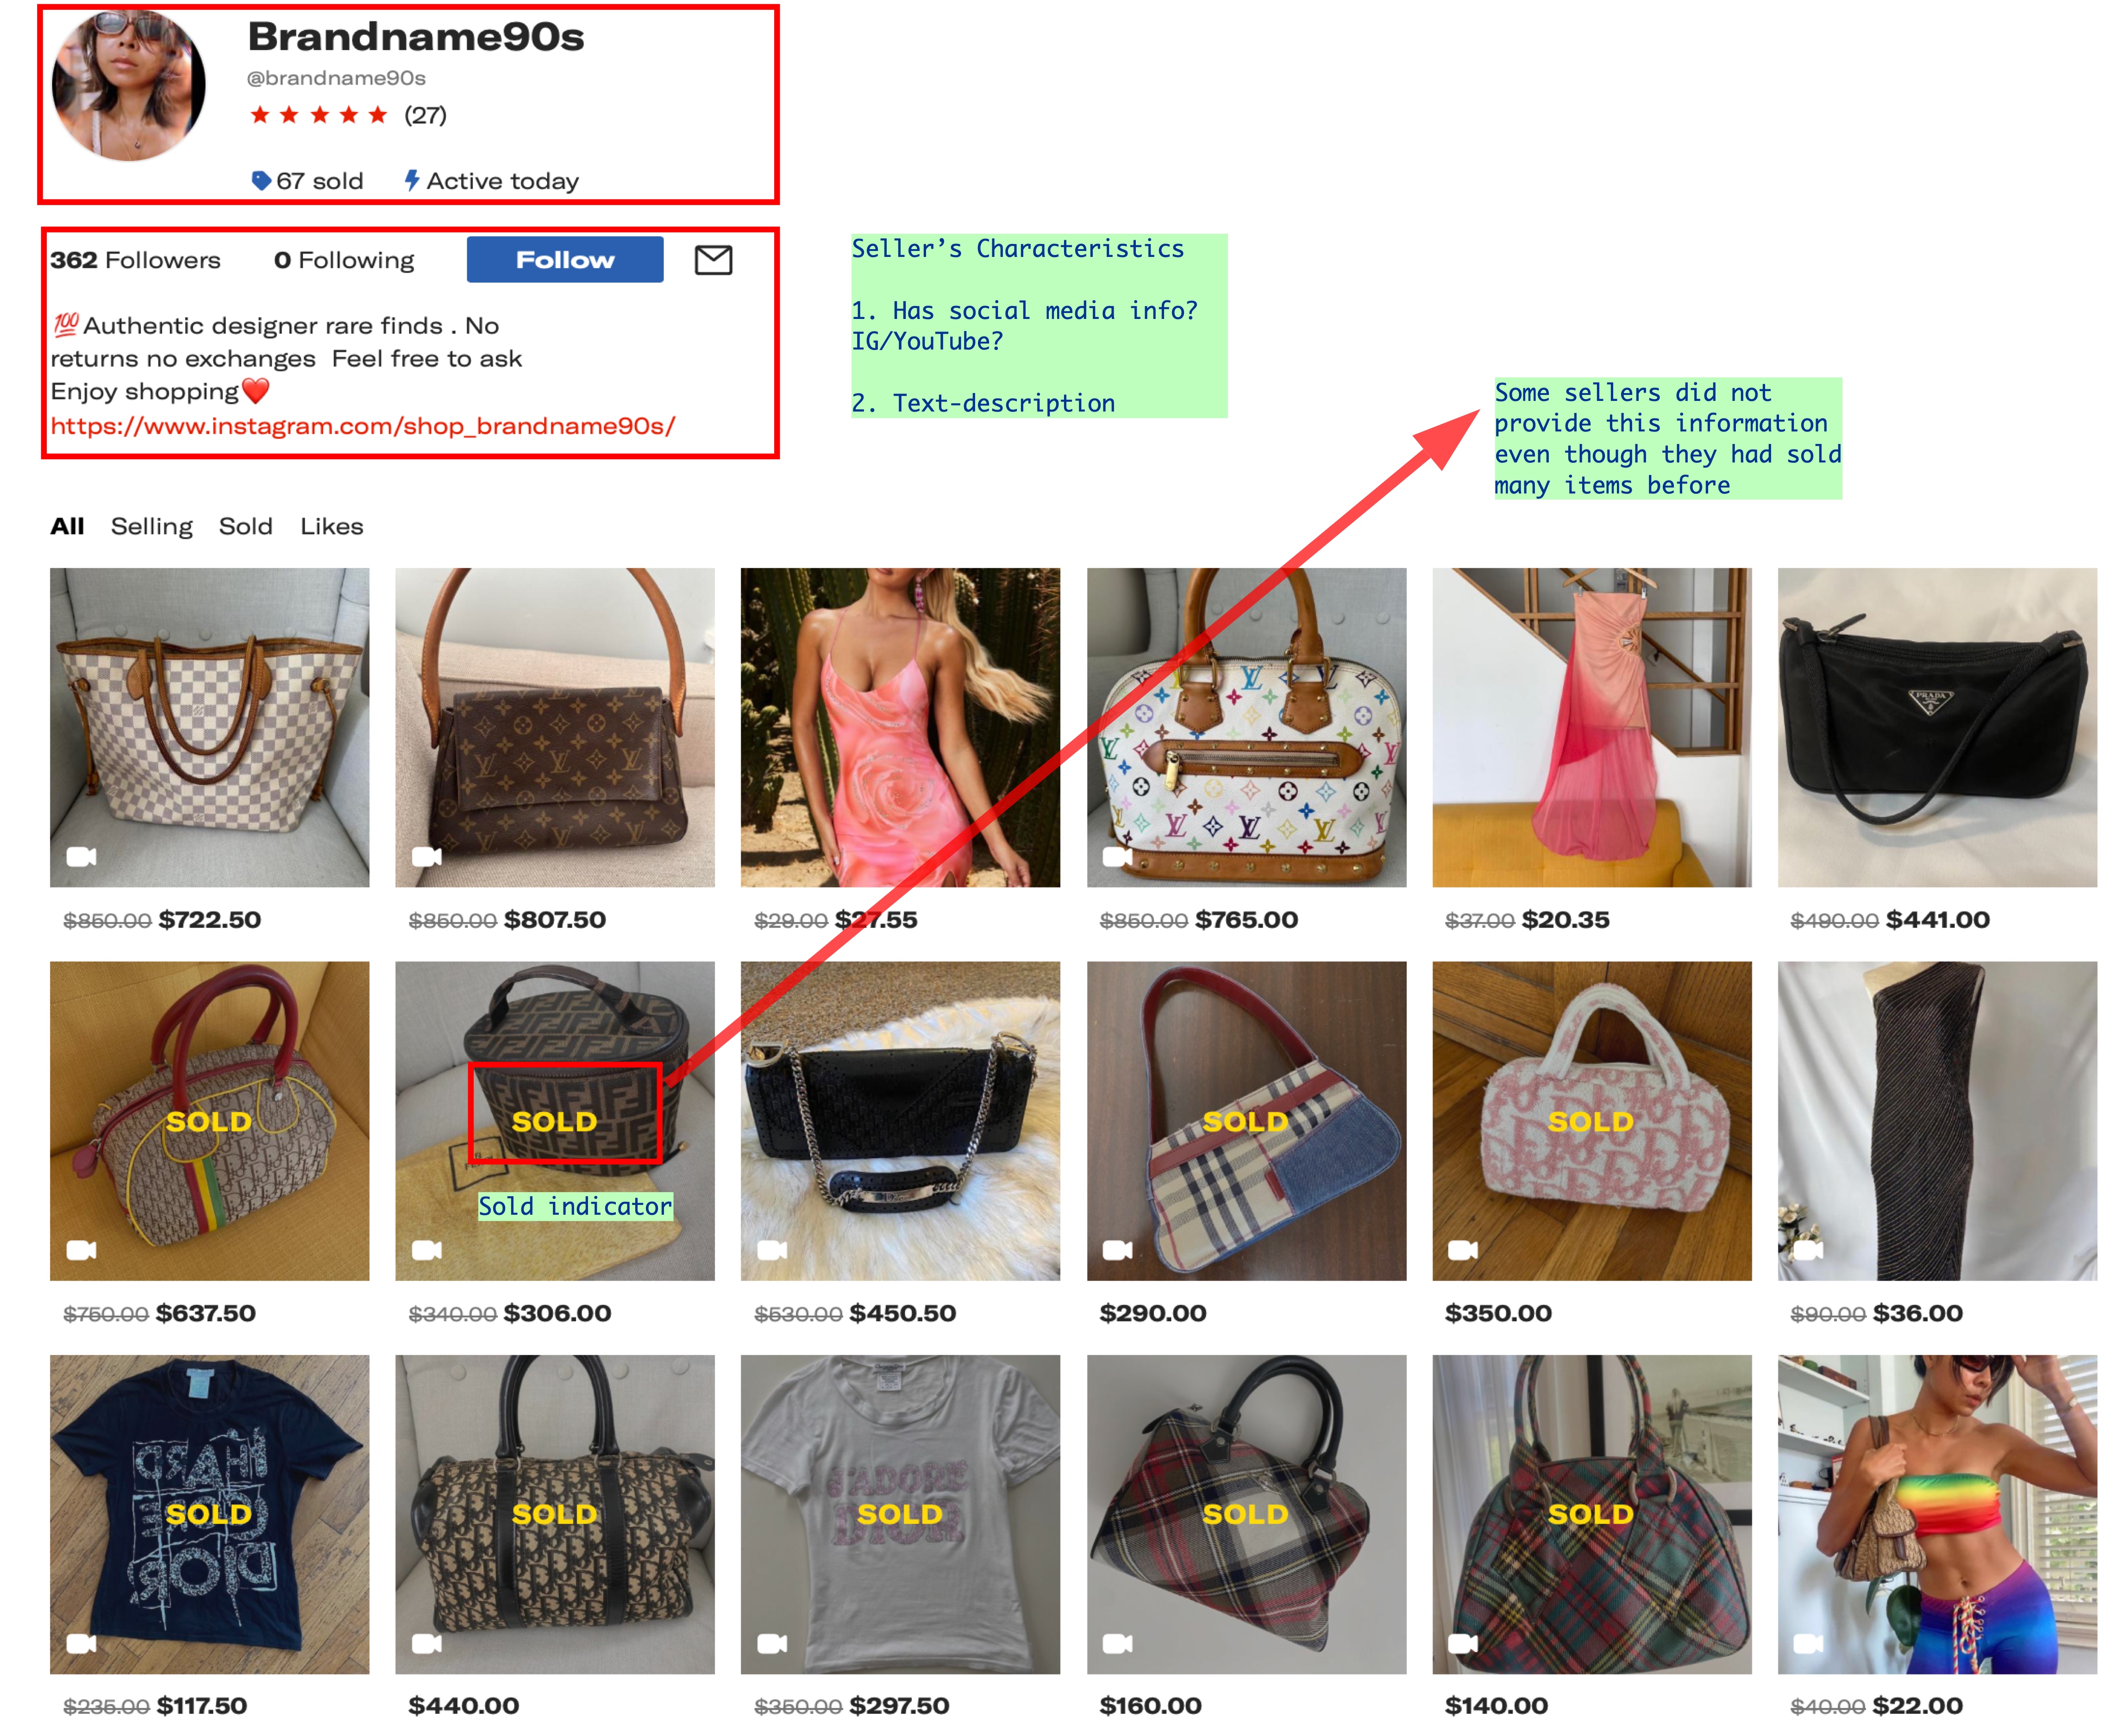 Brandname90s
@brandname90s
(27)
67 sold Active today
362 Followers 0 Following Follow
💯Authentic designer rare finds . No
returns no exchanges Feel free to ask
Enjoy shopping❤️
https://www.instagram.com/shop_brandname90s/
Seller’s Characteristics
1. Has social media info?
IG/YouTube?
2. Text-description
Some sellers did not
provide this information
even though they had sold
many items before
All Selling Sold Likes
PRADA
$850.00 $722.50
$850.00 $807.50
$29.00 $27.55
$850.00 $765.00
$37.00 $20.35
$490.00 $441.00
SOLD
SOLD
Sold indicator
SOLD
SOLD
$750.00 $637.50
$340.00 $306.00
$530.00 $450.50
$290.00
$350.00
$90.00 $36.00
SOLD
SOLD
J'ADORE
DIOR
SOLD
SOLD
SOLD
$235.00 $117.50
$440.00
$350.00 $297.50
$160.00
$140.00
$40.00 $22.00